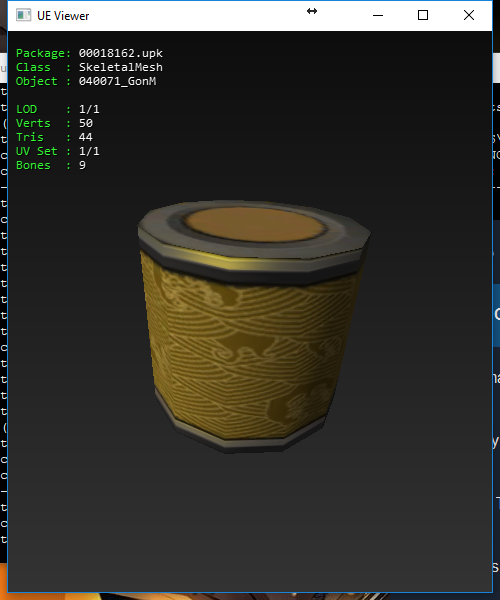 UE Viewer
Package: 00018162.upk
Class : SkeletalMesh
Object : 040071_GonM
LOD : 1/1
Verts : 50
Tris : 44
UV Set : 1/1
Bones : 9